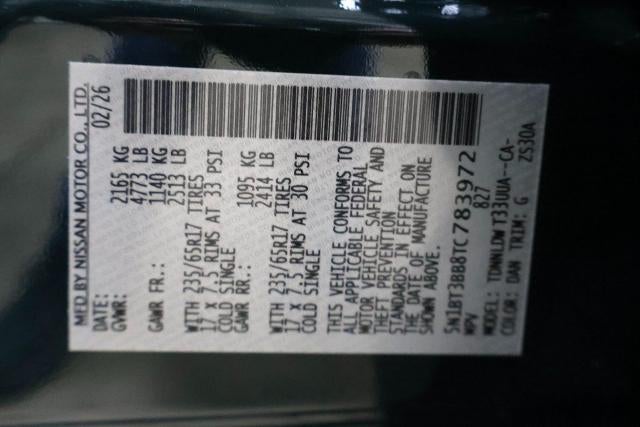 MFD BY NISSAN MOTOR CO., LTD.
DATE: 02/26
GVWR: 2165 KG
4773 LB
GAWR FR.: 1140 KG
2513 LB
WITH 235/65R17 TIRES
17 X 7.5 RIMS AT 33 PSI
COLD SINGLE
GAWR RR.: 1095 KG
2414 LB
WITH 235/65R17 TIRES
17 X 7.5 RIMS AT 30 PSI
COLD SINGLE
THIS VEHICLE CONFORMS TO
ALL APPLICABLE FEDERAL
MOTOR VEHICLE SAFETY AND
THEFT PREVENTION
STANDARDS IN EFFECT ON
THE DATE OF MANUFACTURE
SHOWN ABOVE.
5N1BT3BB8TC783972
MPV 827
MODEL: TDNNLDW T33UUA--CA-
COLOR: DAN TRIM: G ZS30A